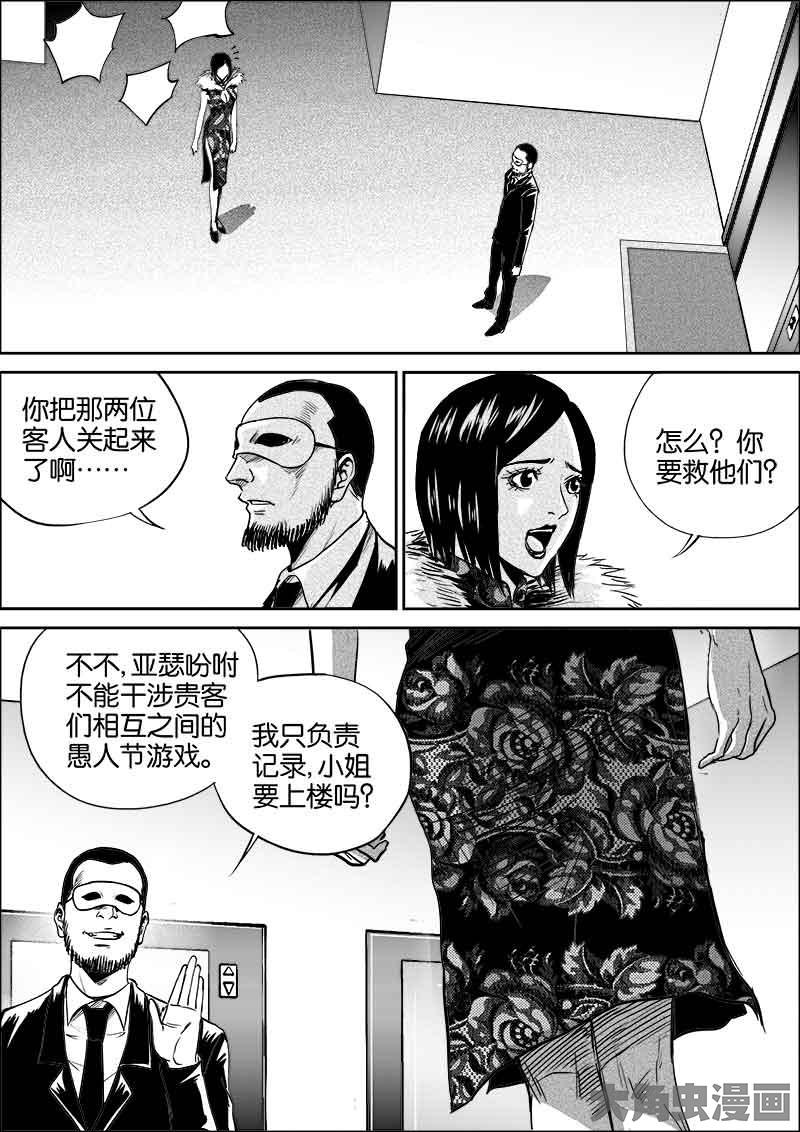 你把那两位
客人关起来
了啊……
怎么？你
要救他们？
不不，亚瑟吩咐
不能干涉贵客
们相互之间的
愚人节游戏。
我只负责
记录，小姐
要上楼吗？
大角虫漫画